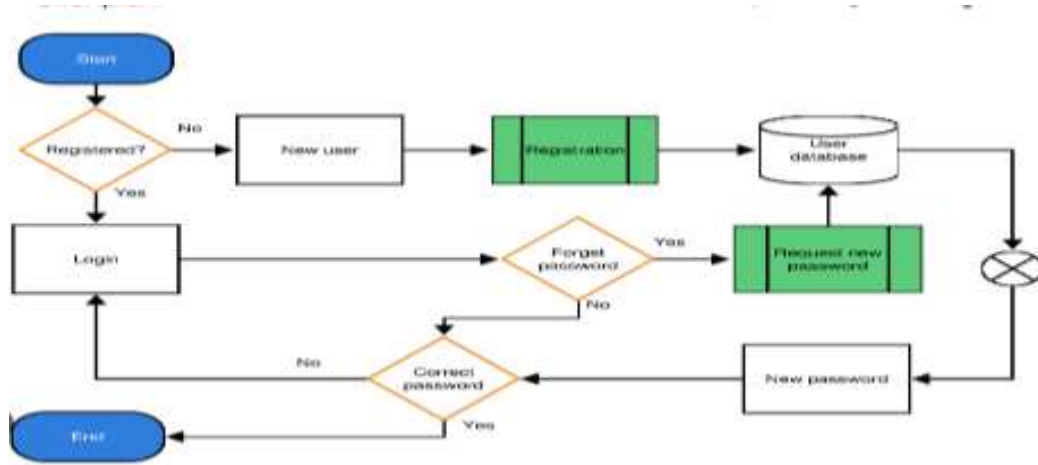 Start
Registered?
No
New user
Registration
User
database
Yes
Login
Forget
password
Yes
Request new
password
No
No
Correct
password
New password
Yes
End